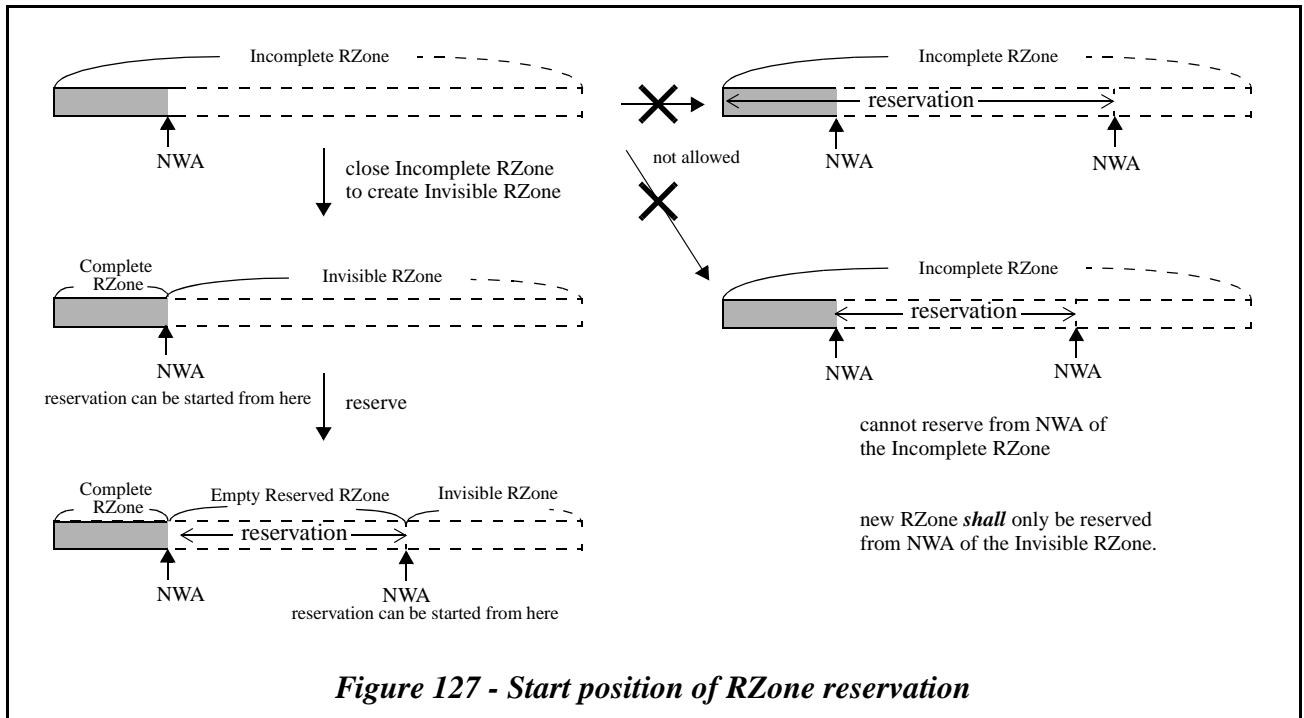 Incomplete RZone
NWA
close Incomplete RZone
to create Invisible RZone
Complete
RZone
Invisible RZone
NWA
reservation can be started from here
reserve
Complete
RZone
Empty Reserved RZone
Invisible RZone
reservation
NWA
NWA
reservation can be started from here
Incomplete RZone
reservation
NWA
NWA
not allowed
Incomplete RZone
reservation
NWA
NWA
cannot reserve from NWA of
the Incomplete RZone
new RZone shall only be reserved
from NWA of the Invisible RZone.
Figure 127 - Start position of RZone reservation